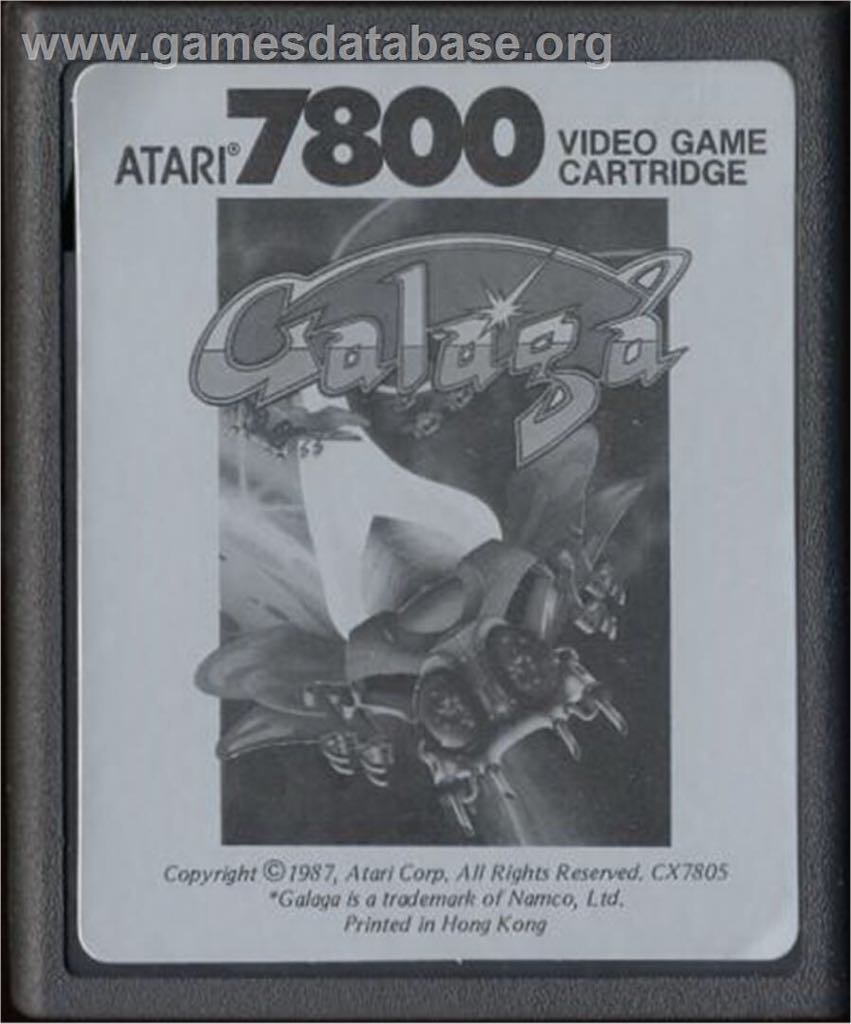 www.gamesdatabase.org
ATARI® 7800 VIDEO GAME CARTRIDGE
Galaga
Copyright ©1987, Atari Corp. All Rights Reserved. CX7805
*Galaga is a trademark of Namco, Ltd.
Printed in Hong Kong